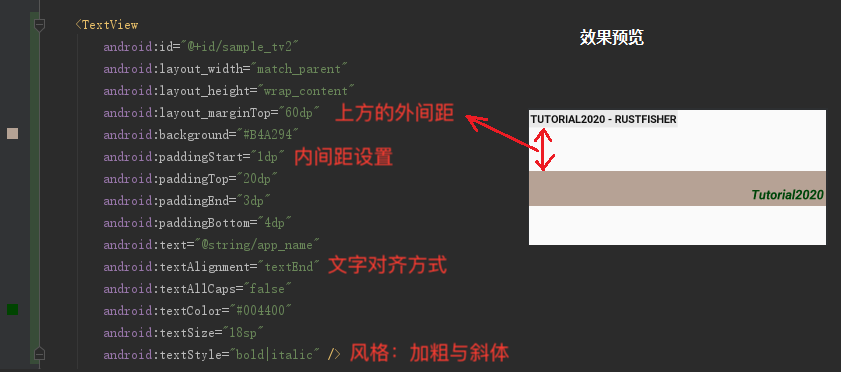 <TextView
效果预览
android:id="@+id/sample_tv2"
android:layout_width="match_parent"
android:layout_height="wrap_content"
android:layout_marginTop="60dp" 上方的外间距
TUTORIAL2020 - RUSTFISHER
android:background="#B4A294"
android:paddingStart="1dp" 内间距设置
android:paddingTop="20dp"
android:paddingEnd="3dp"
Tutorial2020
android:paddingBottom="4dp"
android:text="@string/app_name"
android:textAlignment="textEnd" 文字对齐方式
android:textAllCaps="false"
android:textColor="#004400"
android:textSize="18sp"
android:textStyle="bold|italic" /> 风格：加粗与斜体